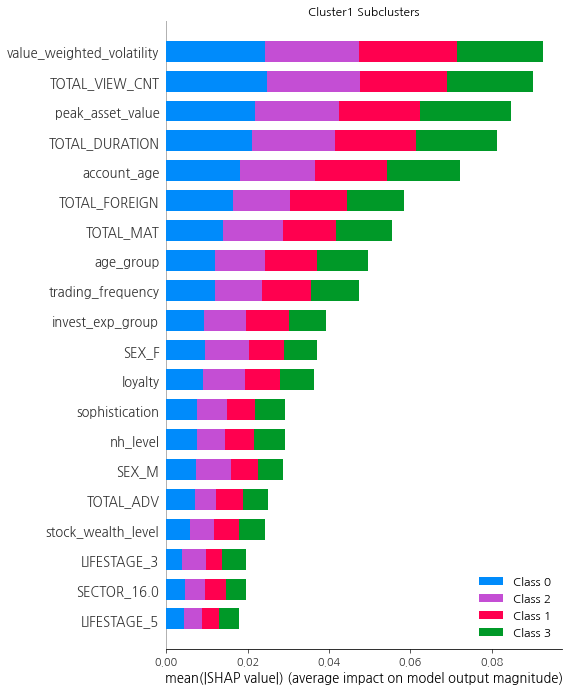 Cluster1 Subclusters
value_weighted_volatility
TOTAL_VIEW_CNT
peak_asset_value
TOTAL_DURATION
account_age
TOTAL_FOREIGN
TOTAL_MAT
age_group
trading_frequency
invest_exp_group
SEX_F
loyalty
sophistication
nh_level
SEX_M
TOTAL_ADV
stock_wealth_level
LIFESTAGE_3
SECTOR_16.0
LIFESTAGE_5
Class 0
Class 2
Class 1
Class 3
0.00 0.02 0.04 0.06 0.08
mean(|SHAP value|) (average impact on model output magnitude)